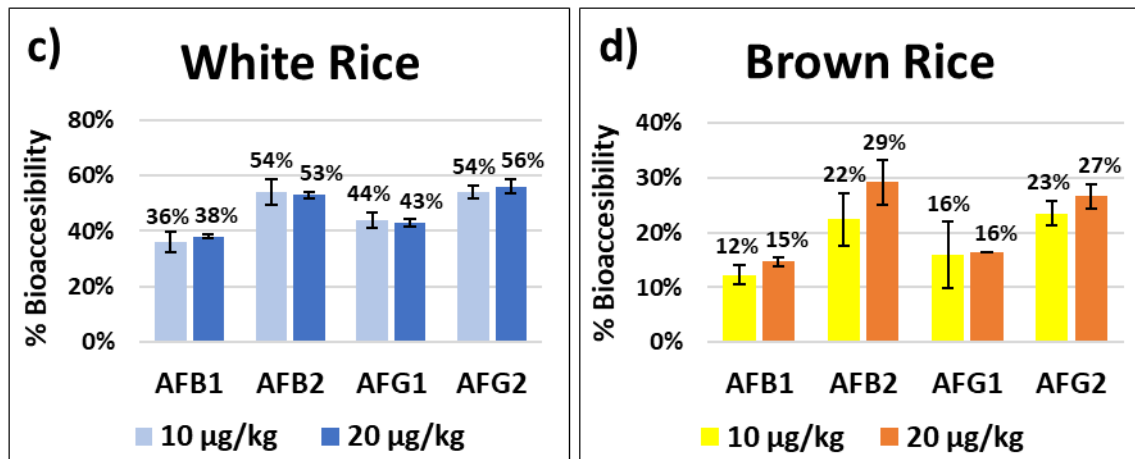 c) White Rice
% Bioaccesibility
80%
60%
40%
20%
0%
36% 38% 54% 53% 44% 43% 54% 56%
AFB1 AFB2 AFG1 AFG2
10 µg/kg 20 µg/kg
d) Brown Rice
% Bioaccesibility
40%
30%
20%
10%
0%
12% 15% 22% 29% 16% 16% 23% 27%
AFB1 AFB2 AFG1 AFG2
10 µg/kg 20 µg/kg